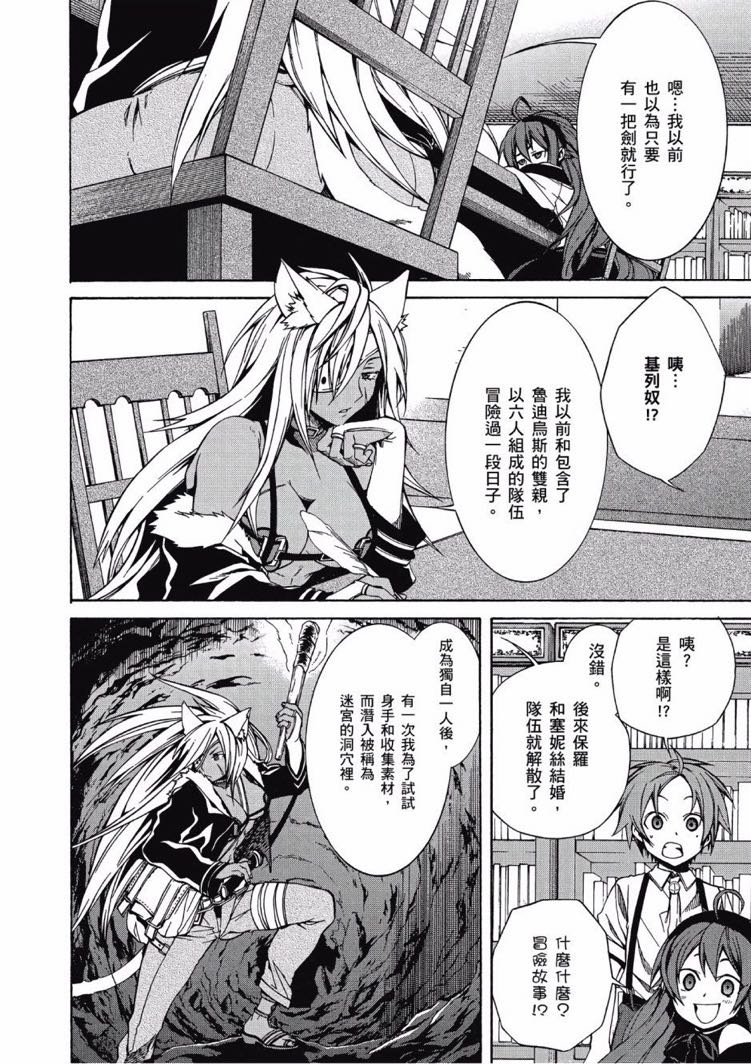 嗯…我以前
也以為只要
有一把劍就行了。
咦…
基列奴!?
我以前和包含了
魯迪烏斯的雙親，
以六人組成的隊伍
冒險過一段日子。
咦？
是這樣啊!?
沒錯。
後來保羅
和塞妮絲結婚，
隊伍就解散了。
什麼什麼？
冒險故事!?
成為獨自一人後，
有一次我為了試試
身手和收集素材，
而潛入被稱為
迷宮的洞穴裡。